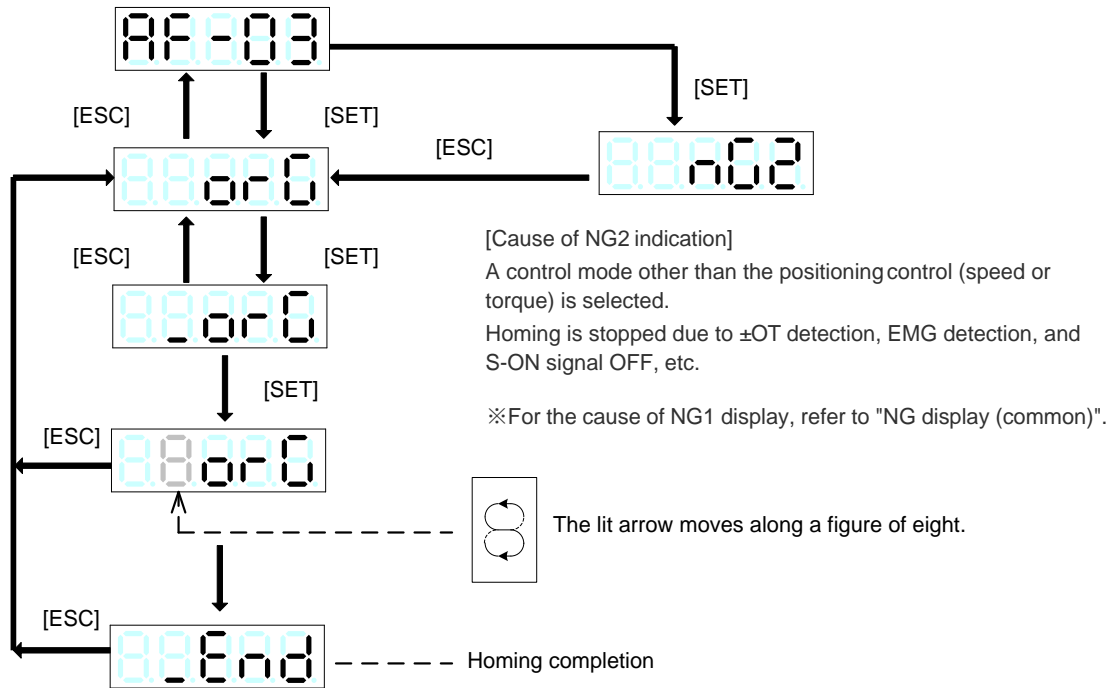 AF-03
[SET]
[ESC]
[SET]
[ESC]
orG
nG2
[ESC]
[SET]
[Cause of NG2 indication]
A control mode other than the positioning control (speed or
torque) is selected.
Homing is stopped due to ±OT detection, EMG detection, and
S-ON signal OFF, etc.
_orG
[SET]
※For the cause of NG1 display, refer to "NG display (common)".
[ESC]
orG
The lit arrow moves along a figure of eight.
[ESC]
_End
Homing completion